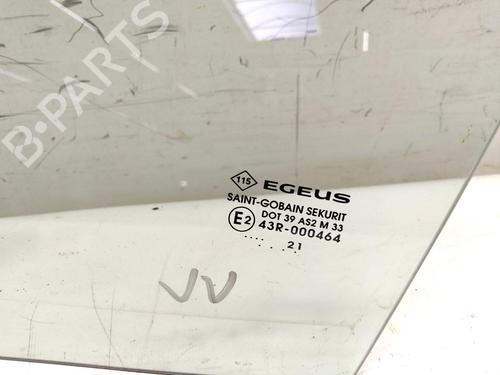 B-PARTS
115 EGEUS
SAINT-GOBAIN SEKURIT
DOT 39 AS2 M 33
E2 43R-000464
..... 21
.....
VV